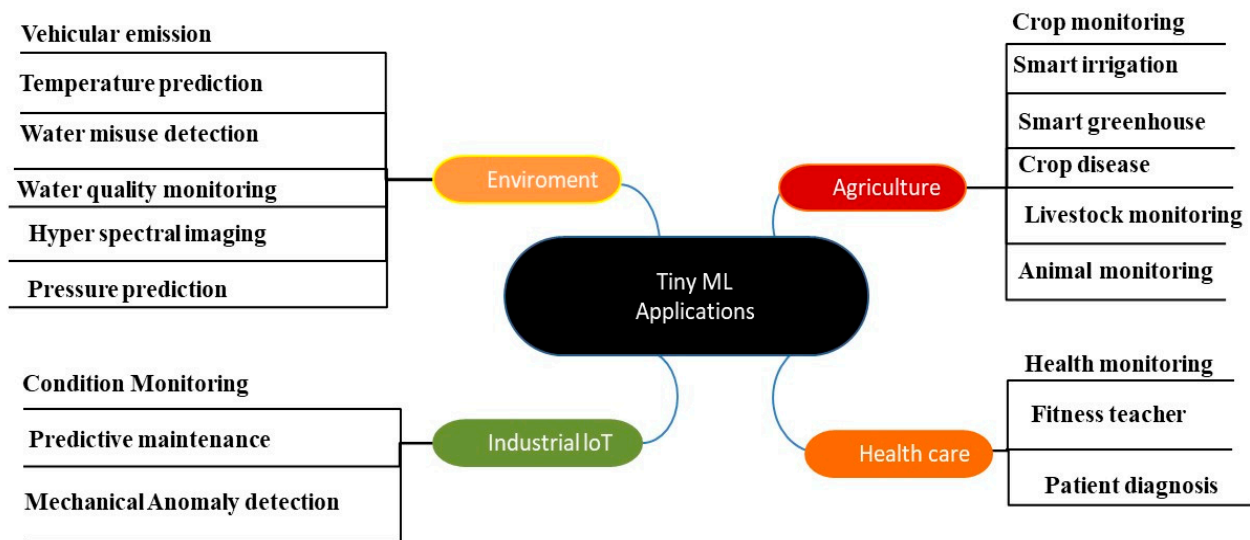 Vehicular emission
Temperature prediction
Water misuse detection
Water quality monitoring
Hyper spectral imaging
Pressure prediction
Enviroment
Crop monitoring
Smart irrigation
Smart greenhouse
Crop disease
Livestock monitoring
Animal monitoring
Agriculture
Tiny ML
Applications
Condition Monitoring
Predictive maintenance
Mechanical Anomaly detection
Industrial IoT
Health monitoring
Fitness teacher
Patient diagnosis
Health care